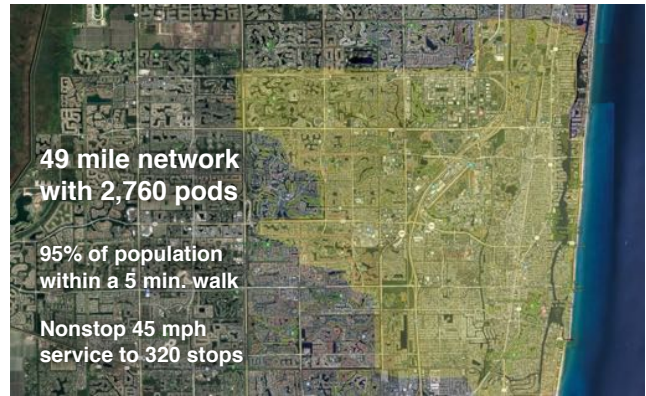 49 mile network
with 2,760 pods
95% of population
within a 5 min. walk
Nonstop 45 mph
service to 320 stops